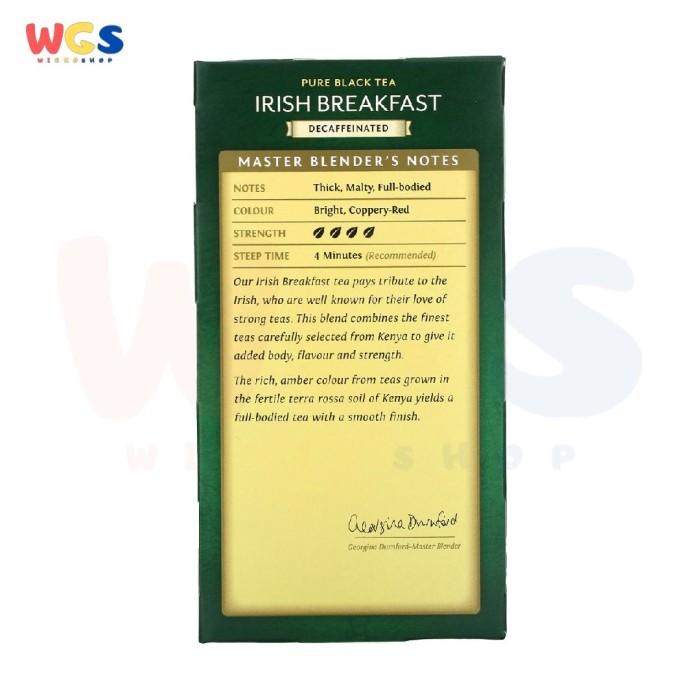 WGS
WIGGOSHOP
PURE BLACK TEA
IRISH BREAKFAST
DECAFFEINATED
MASTER BLENDER'S NOTES
NOTES Thick, Malty, Full-bodied
COLOUR Bright, Coppery-Red
STRENGTH
STEEP TIME 4 Minutes (Recommended)
Our Irish Breakfast tea pays tribute to the
Irish, who are well known for their love of
strong teas. This blend combines the finest
teas carefully selected from Kenya to give it
added body, flavour and strength.
The rich, amber colour from teas grown in
the fertile terra rossa soil of Kenya yields a
full-bodied tea with a smooth finish.
Georgina Durnford
Georgina Durnford-Master Blender